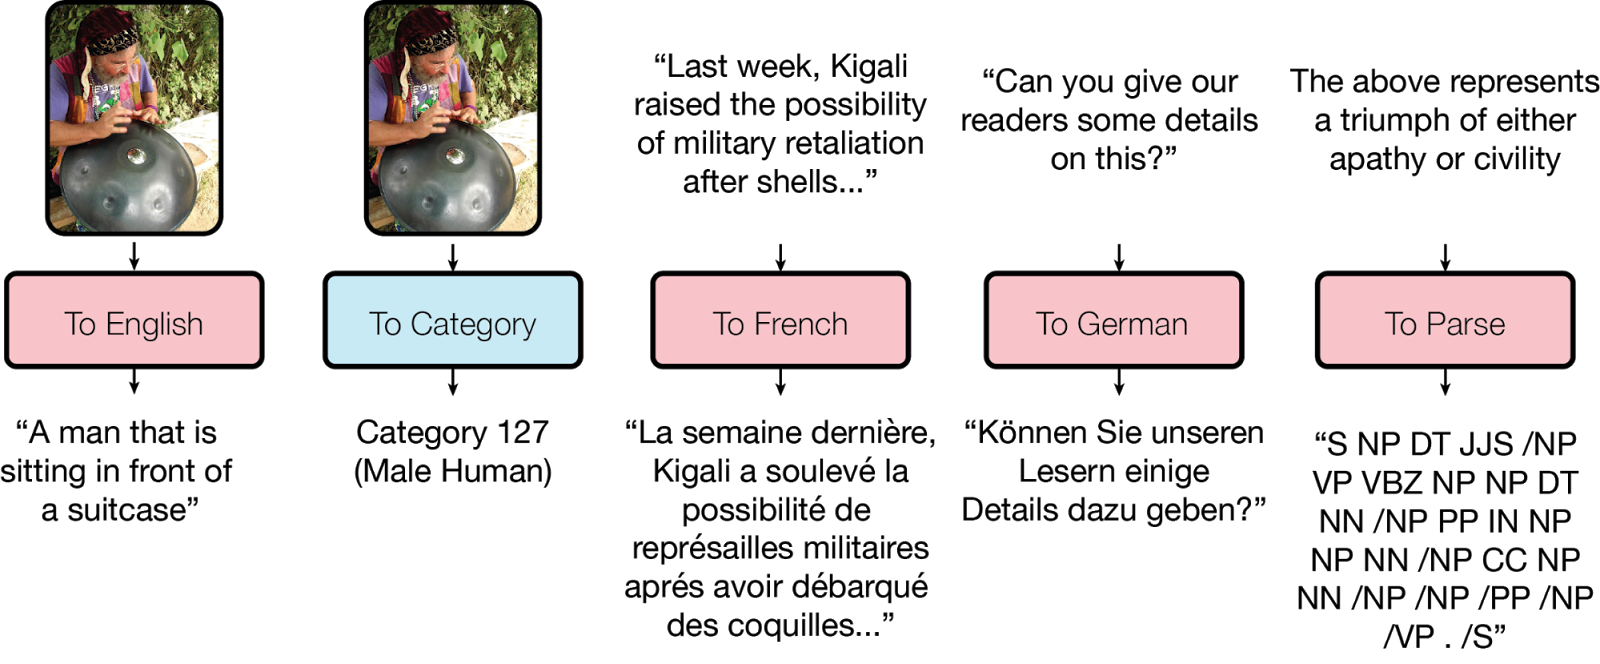 “Last week, Kigali
raised the possibility
of military retaliation
after shells...”
“Can you give our
readers some details
on this?”
The above represents
a triumph of either
apathy or civility
To English
To Category
To French
To German
To Parse
“A man that is
sitting in front of
a suitcase”
Category 127
(Male Human)
“La semaine dernière,
Kigali a soulevé la
possibilité de
représailles militaires
aprés avoir débarqué
des coquilles...”
“Können Sie unseren
Lesern einige
Details dazu geben?”
“S NP DT JJS /NP
VP VBZ NP NP DT
NN /NP PP IN NP
NP NN /NP CC NP
NN /NP /NP /PP /NP
/VP . /S”